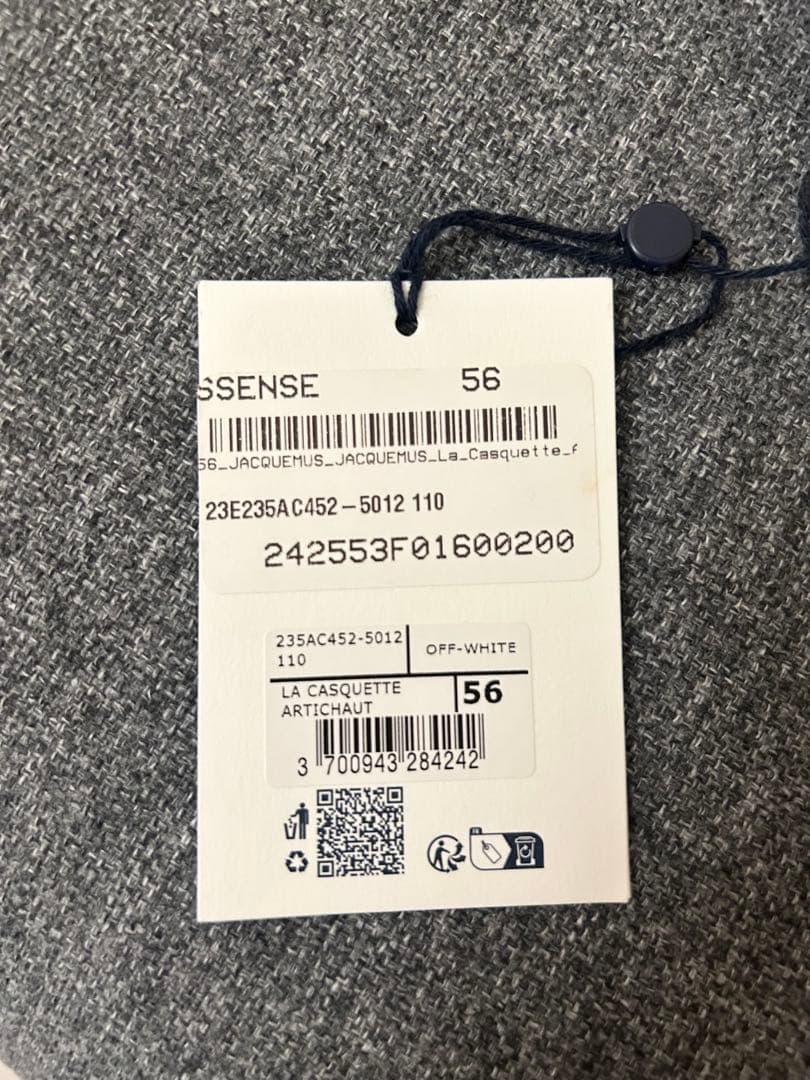 SSENSE 56
56_JACQUEMUS_JACQUEMUS_La_Casquette_
23E235AC452-5012 110
242553F01600200
235AC452-5012
110
OFF-WHITE
LA CASQUETTE
ARTICHAUT
56
3 700943 284242
FR